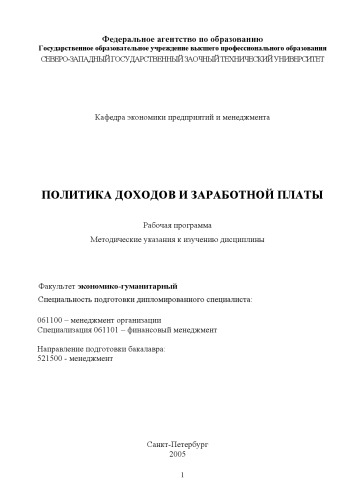 Федеральное агентство по образованию
Государственное образовательное учреждение высшего профессионального образования
СЕВЕРО-ЗАПАДНЫЙ ГОСУДАРСТВЕННЫЙ ЗАОЧНЫЙ ТЕХНИЧЕСКИЙ УНИВЕРСИТЕТ
Кафедра экономики предприятий и менеджмента
ПОЛИТИКА ДОХОДОВ И ЗАРАБОТНОЙ ПЛАТЫ
Рабочая программа
Методические указания к изучению дисциплины
Факультет экономико-гуманитарный
Специальность подготовки дипломированного специалиста:
061100 – менеджмент организации
Специализация 061101 – финансовый менеджмент
Направление подготовки бакалавра:
521500 - менеджмент
Санкт-Петербург
2005
1